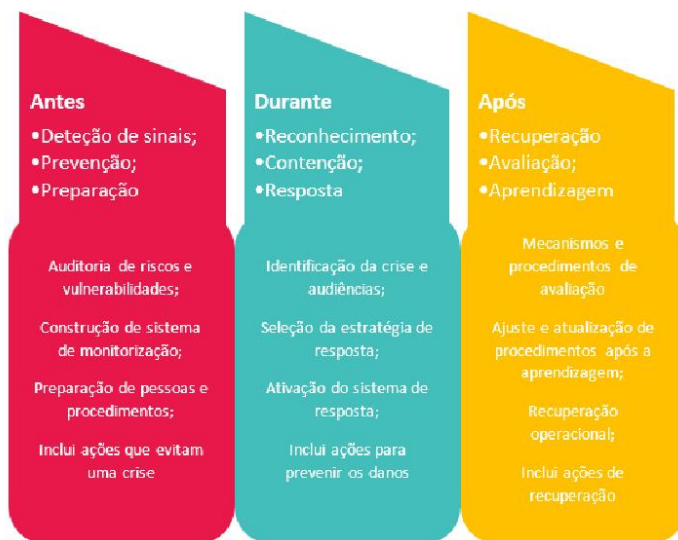 Antes
•Deteção de sinais;
•Prevenção;
•Preparação
Auditoria de riscos e
vulnerabilidades;
Construção de sistema
de monitorização;
Preparação de pessoas e
procedimentos;
Inclui ações que evitam
uma crise
Durante
•Reconhecimento;
•Contenção;
•Resposta
Identificação da crise e
audiências;
Seleção da estratégia de
resposta;
Ativação do sistema de
resposta;
Inclui ações para
prevenir os danos
Após
•Recuperação
•Avaliação;
•Aprendizagem
Mecanismos e
procedimentos de
avaliação
Ajuste e atualização de
procedimentos após a
aprendizagem;
Recuperação
operacional;
Inclui ações de
recuperação